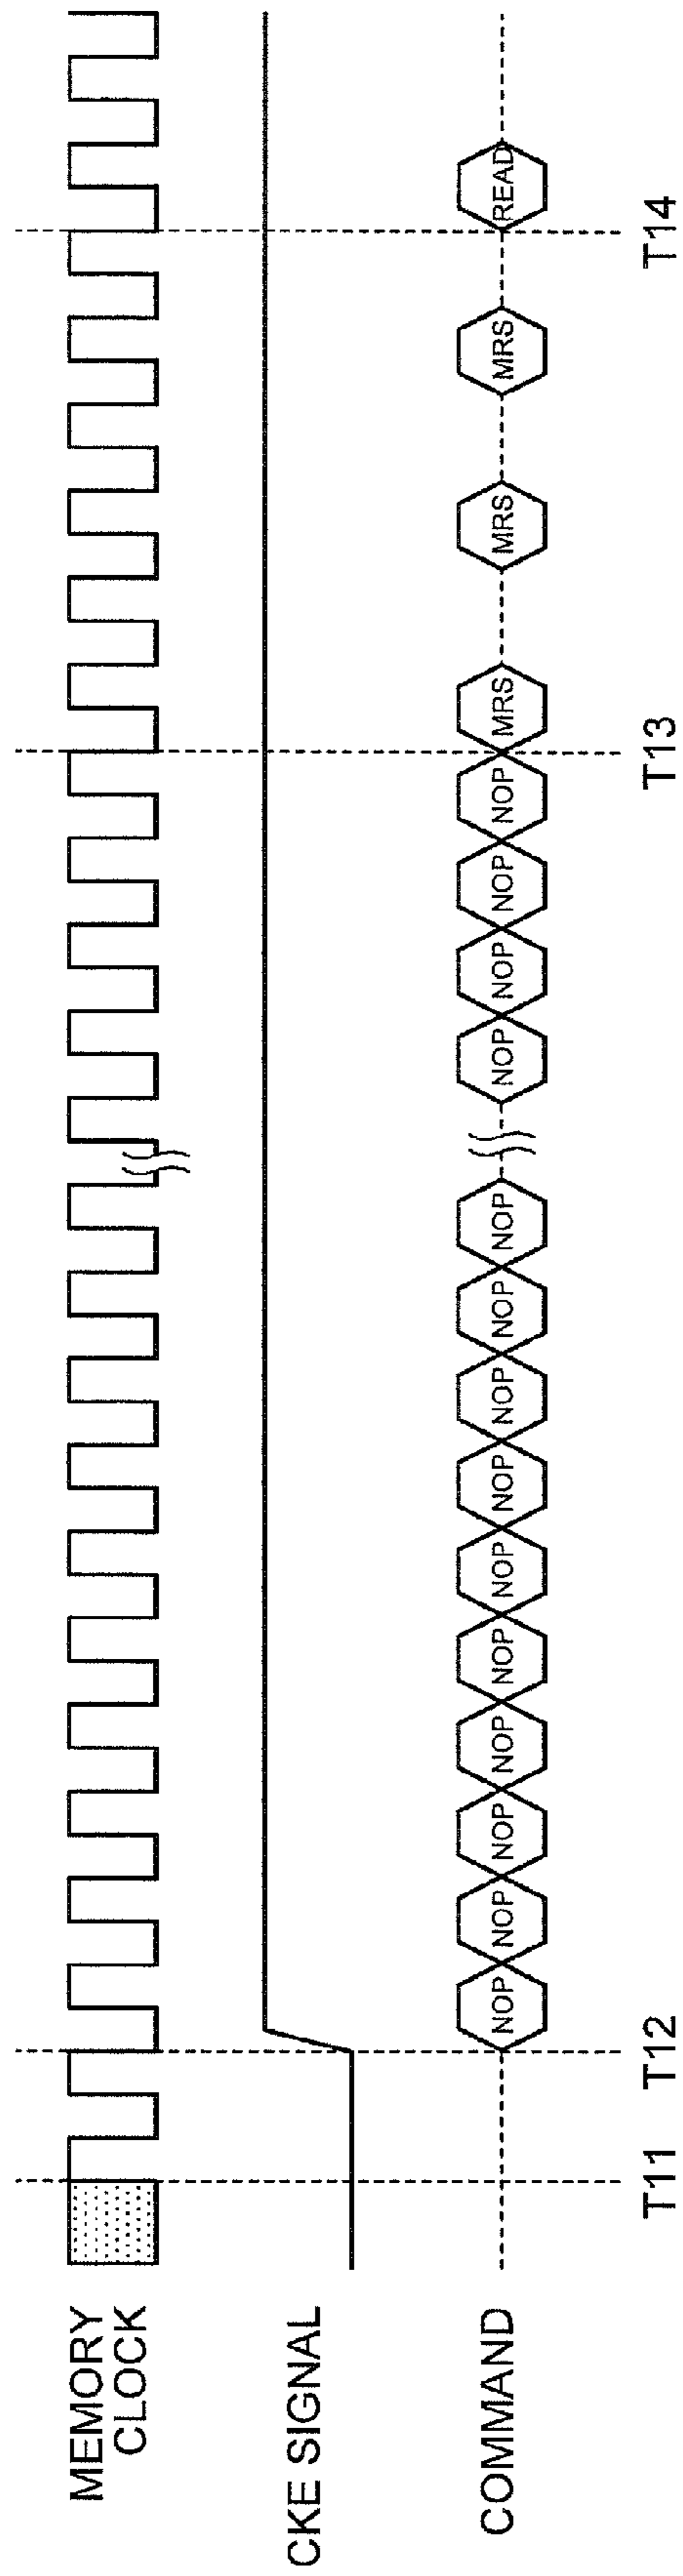 MEMORY
CLOCK
CKE SIGNAL
COMMAND NOP NOP NOP NOP NOP NOP NOP NOP NOP NOP NOP NOP NOP NOP MRS MRS MRS READ
T11 T12 T13 T14